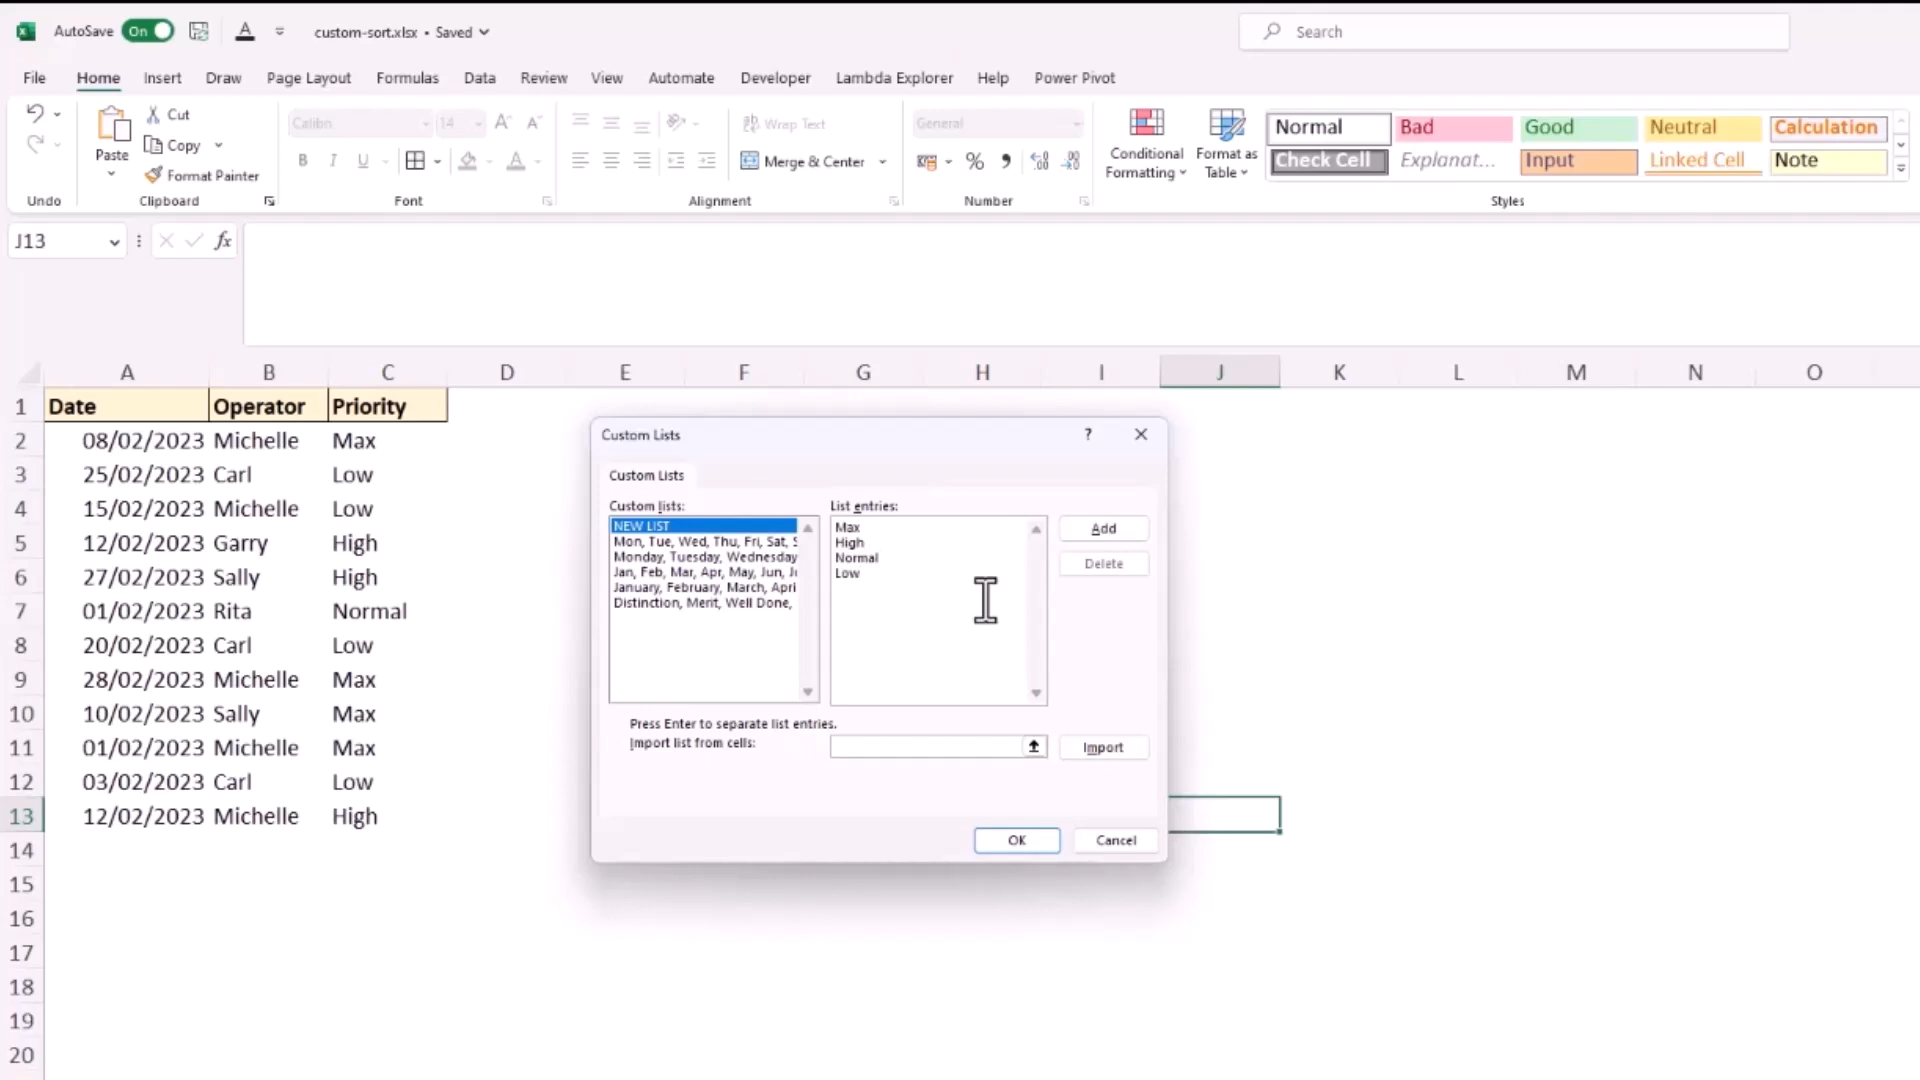 AutoSave On custom-sort.xlsx • Saved Search
File Home Insert Draw Page Layout Formulas Data Review View Automate Developer Lambda Explorer Help Power Pivot
Cut
Copy
Paste
Format Painter
Undo Clipboard
Calibri 14
B I U
Font
Wrap Text
Merge & Center
Alignment
General
%
Number
Conditional Formatting
Format as Table
Normal Bad Good Neutral Calculation
Check Cell Explanat... Input Linked Cell Note
Styles
J13 fx
A B C D E F G H I J K L M N O
1 Date Operator Priority
2 08/02/2023 Michelle Max
3 25/02/2023 Carl Low
4 15/02/2023 Michelle Low
5 12/02/2023 Garry High
6 27/02/2023 Sally High
7 01/02/2023 Rita Normal
8 20/02/2023 Carl Low
9 28/02/2023 Michelle Max
10 10/02/2023 Sally Max
11 01/02/2023 Michelle Max
12 03/02/2023 Carl Low
13 12/02/2023 Michelle High
14
15
16
17
18
19
20
Custom Lists ?
Custom Lists
Custom lists:
NEW LIST
Mon, Tue, Wed, Thu, Fri, Sat, S
Monday, Tuesday, Wednesday
Jan, Feb, Mar, Apr, May, Jun, Ju
January, February, March, Apri
Distinction, Merit, Well Done,
List entries:
Max
High
Normal
Low
Add
Delete
Press Enter to separate list entries.
Import list from cells:
Import
OK Cancel